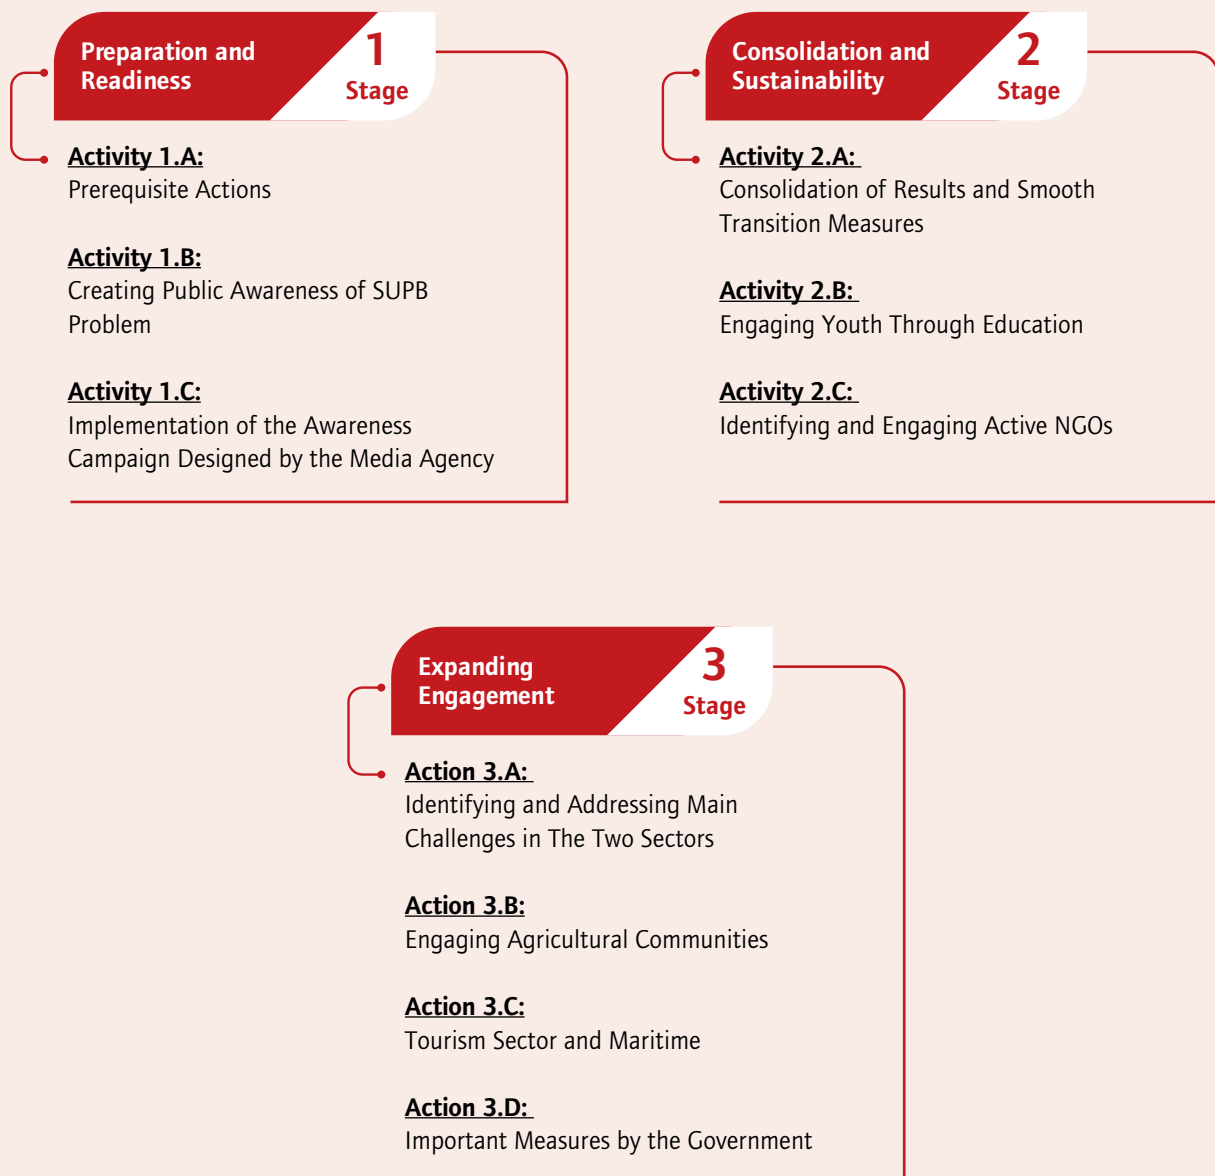 Preparation and
Readiness
1
Stage
Activity 1.A:
Prerequisite Actions
Activity 1.B:
Creating Public Awareness of SUPB
Problem
Activity 1.C:
Implementation of the Awareness
Campaign Designed by the Media Agency
Consolidation and
Sustainability
2
Stage
Activity 2.A:
Consolidation of Results and Smooth
Transition Measures
Activity 2.B:
Engaging Youth Through Education
Activity 2.C:
Identifying and Engaging Active NGOs
Expanding
Engagement
3
Stage
Action 3.A:
Identifying and Addressing Main
Challenges in The Two Sectors
Action 3.B:
Engaging Agricultural Communities
Action 3.C:
Tourism Sector and Maritime
Action 3.D:
Important Measures by the Government